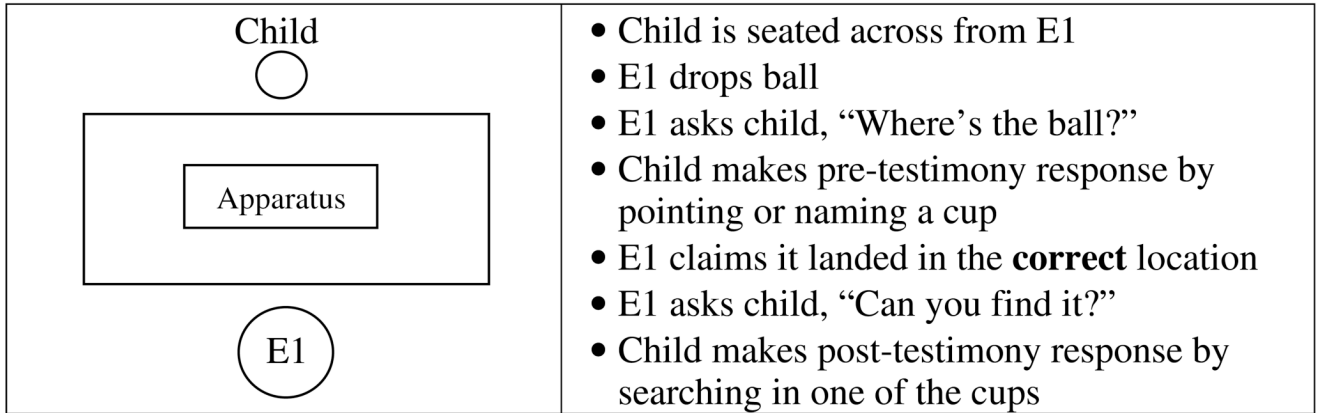 Child
Apparatus
E1
• Child is seated across from E1
• E1 drops ball
• E1 asks child, “Where’s the ball?”
• Child makes pre-testimony response by
pointing or naming a cup
• E1 claims it landed in the correct location
• E1 asks child, “Can you find it?”
• Child makes post-testimony response by
searching in one of the cups